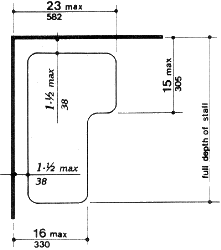 23 max
582
1-½ max
38
15 max
305
full depth of stall
1-½ max
38
16 max
330